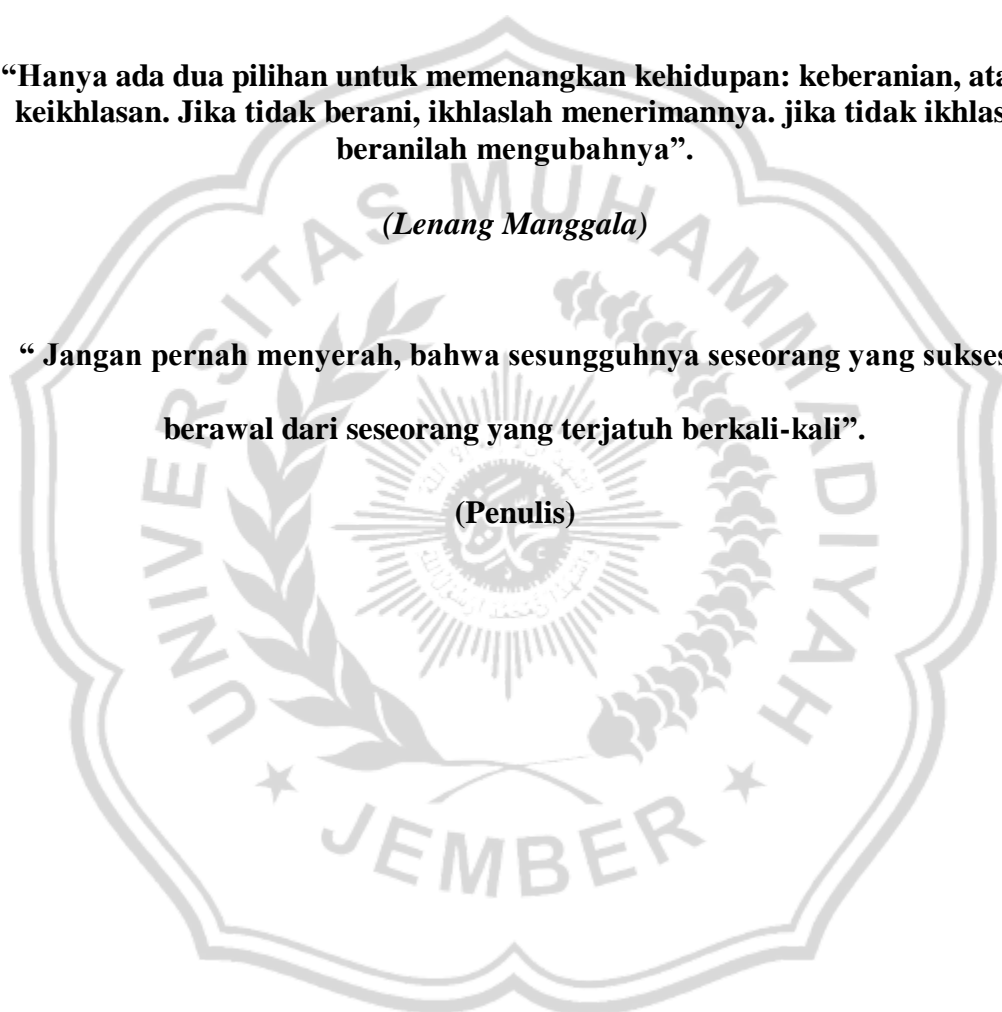 “Hanya ada dua pilihan untuk memenangkan kehidupan: keberanian, ata
keikhlasan. Jika tidak berani, ikhlaslah menerimannya. jika tidak ikhlas
beranilah mengubahnya”.
(Lenang Manggala)
“ Jangan pernah menyerah, bahwa sesungguhnya seseorang yang sukses
berawal dari seseorang yang terjatuh berkali-kali”.
(Penulis)
UNIVERSITAS MUHAMMADIYAH
JEMBER